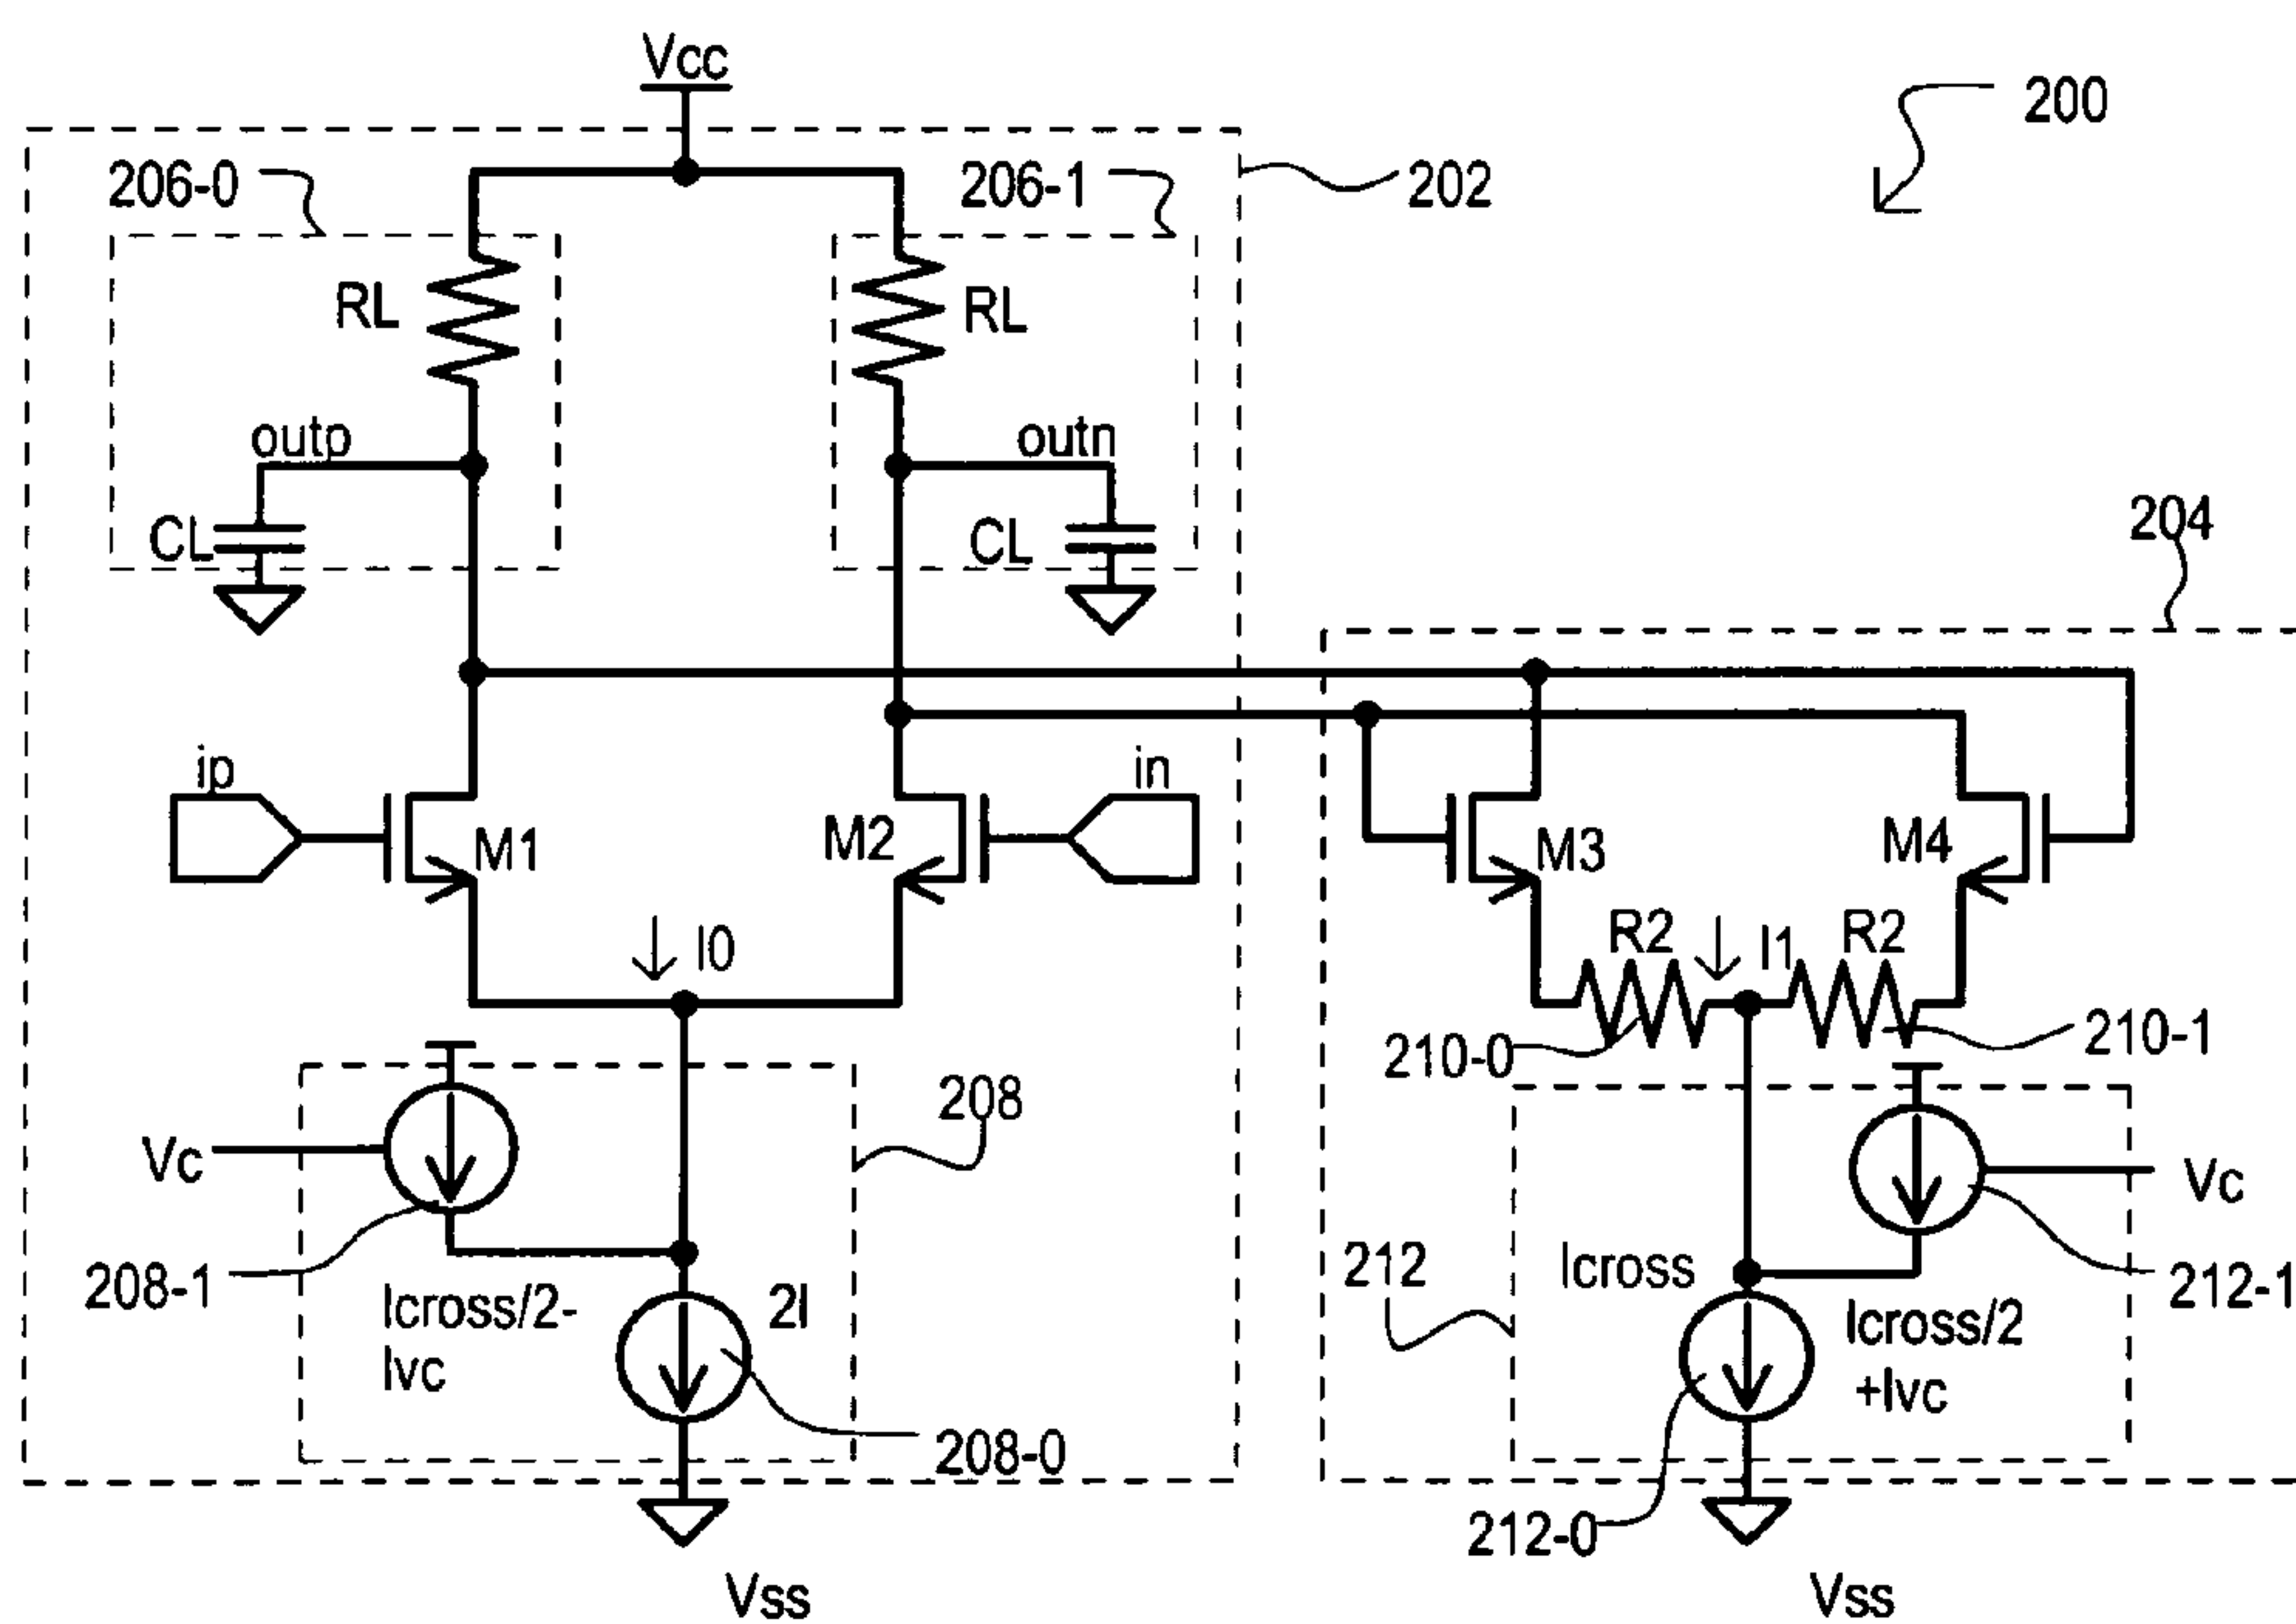 Vcc
200
206-0
206-1
202
RL
RL
outp
outn
CL
CL
204
ip
in
M1
M2
M3
M4
I0
R2
I1
R2
210-0
210-1
208
Vc
Vc
208-1
Icross/2-
Ivc
2I
212
Icross
Icross/2
+Ivc
212-1
208-0
212-0
Vss
Vss